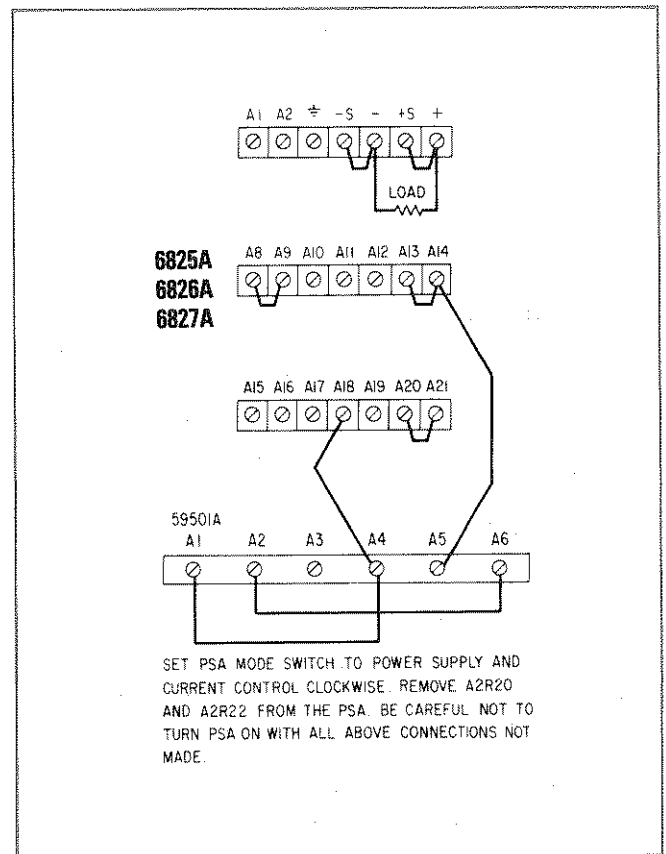 A1 A2 ⏚ -S - +S +
LOAD
6825A
6826A
6827A
A8 A9 A10 A11 A12 A13 A14
A15 A16 A17 A18 A19 A20 A21
59501A
A1 A2 A3 A4 A5 A6
SET PSA MODE SWITCH TO POWER SUPPLY AND
CURRENT CONTROL CLOCKWISE. REMOVE A2R20
AND A2R22 FROM THE PSA. BE CAREFUL NOT TO
TURN PSA ON WITH ALL ABOVE CONNECTIONS NOT
MADE.